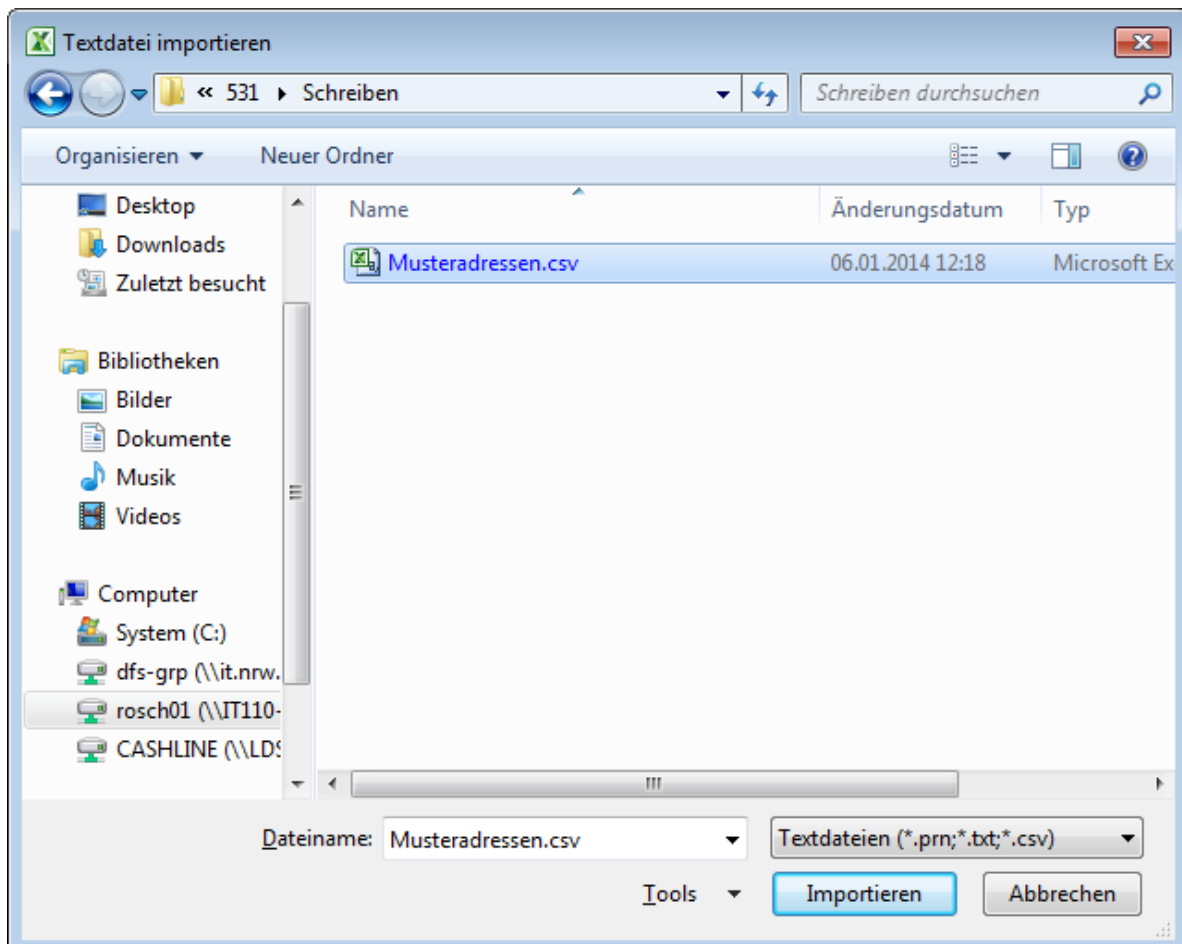 Textdatei importieren
« 531 ▸ Schreiben
Schreiben durchsuchen
Organisieren ▾ Neuer Ordner
Name Änderungsdatum Typ
Musteradressen.csv 06.01.2014 12:18 Microsoft Ex
Desktop
Downloads
Zuletzt besucht
Bibliotheken
Bilder
Dokumente
Musik
Videos
Computer
System (C:)
dfs-grp (\\it.nrw.
rosch01 (\\IT110-
CASHLINE (\\LDS
Dateiname: Musteradressen.csv
Textdateien (*.prn;*.txt;*.csv)
Tools
Importieren
Abbrechen